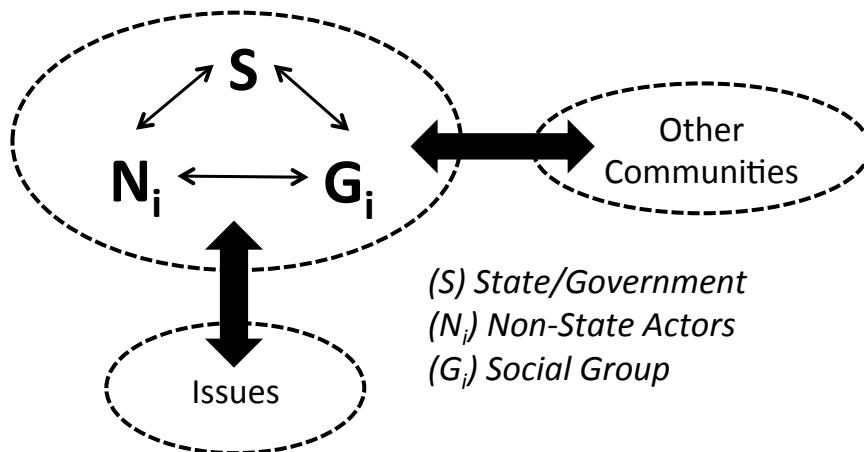 S
Nᵢ
Gᵢ
Other
Communities
Issues
(S) State/Government
(Nᵢ) Non-State Actors
(Gᵢ) Social Group